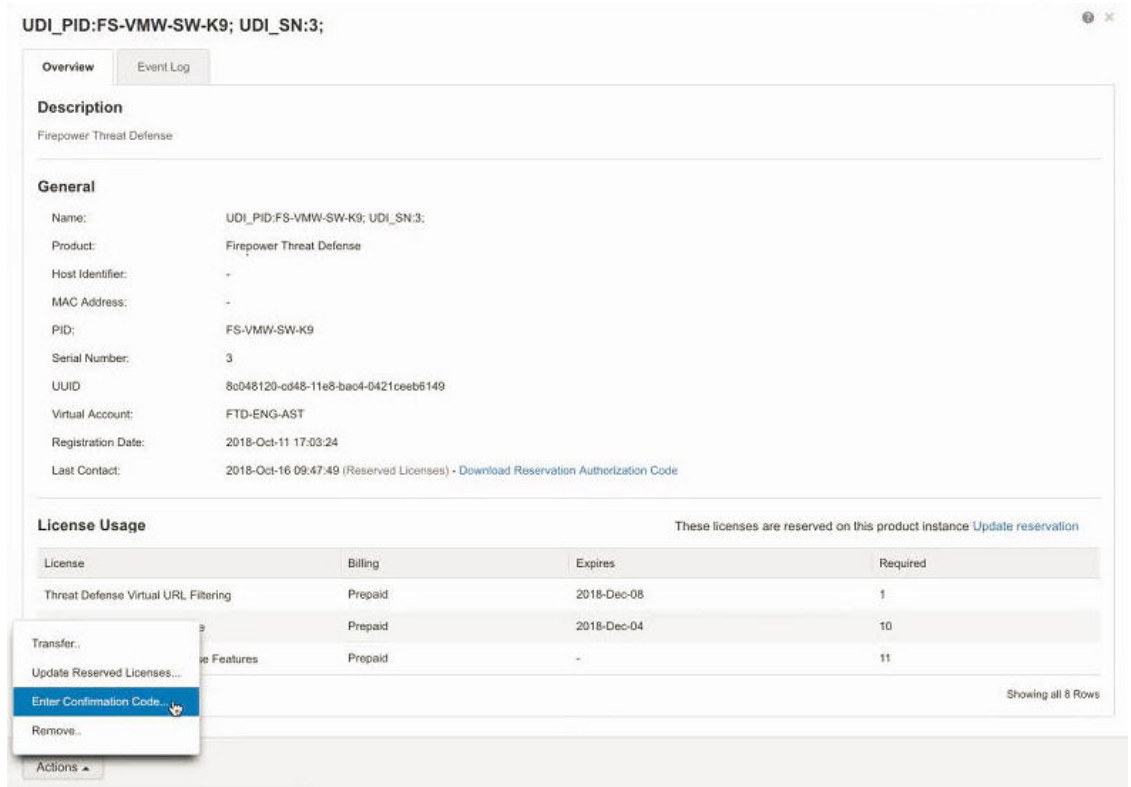 UDI_PID:FS-VMW-SW-K9; UDI_SN:3;
Overview Event Log
Description
Firepower Threat Defense
General
Name: UDI_PID:FS-VMW-SW-K9; UDI_SN:3;
Product: Firepower Threat Defense
Host Identifier: -
MAC Address: -
PID: FS-VMW-SW-K9
Serial Number: 3
UUID 8c048120-cd48-11e8-bac4-0421ceeb6149
Virtual Account: FTD-ENG-AST
Registration Date: 2018-Oct-11 17:03:24
Last Contact: 2018-Oct-16 09:47:49 (Reserved Licenses) - Download Reservation Authorization Code
License Usage These licenses are reserved on this product instance Update reservation
License Billing Expires Required
Threat Defense Virtual URL Filtering Prepaid 2018-Dec-08 1
Prepaid 2018-Dec-04 10
Transfer..
Features Prepaid - 11
Update Reserved Licenses...
Showing all 8 Rows
Enter Confirmation Code...
Remove..
Actions